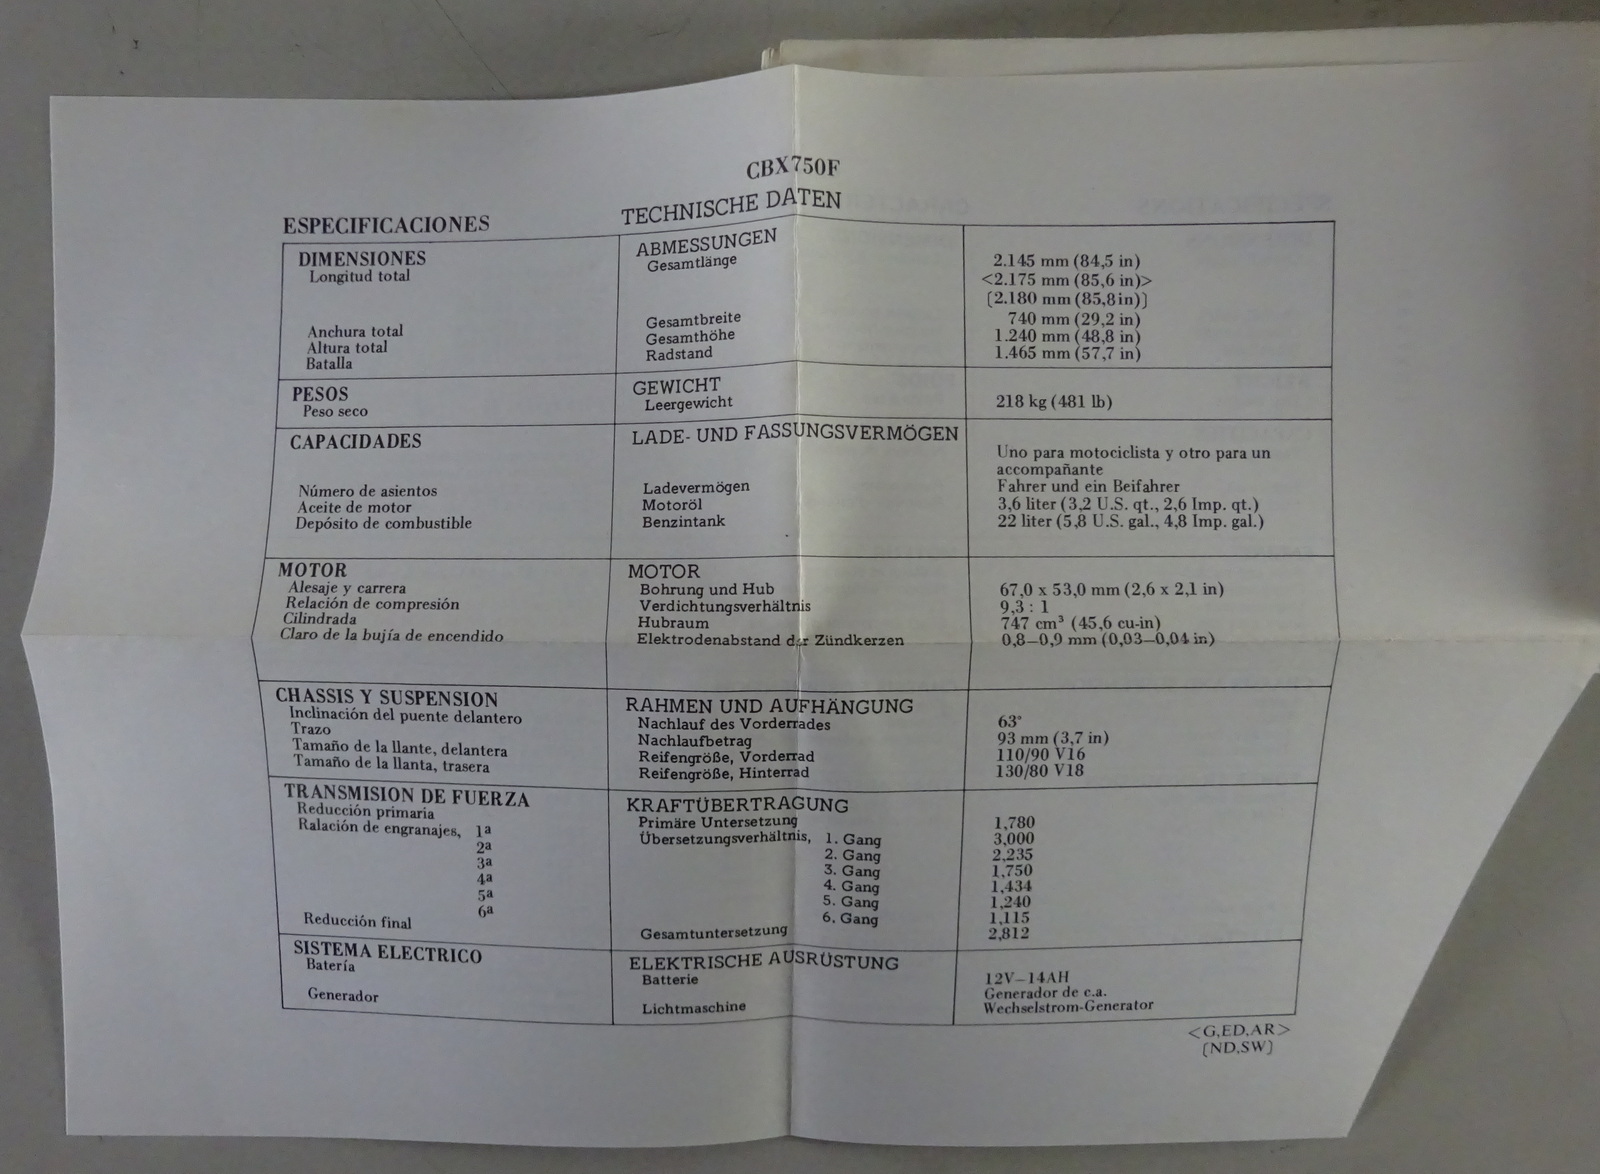 CBX750F
ESPECIFICACIONES TECHNISCHE DATEN
DIMENSIONES ABMESSUNGEN
Longitud total Gesamtlänge 2.145 mm (84,5 in)
<2.175 mm (85,6 in)>
[2.180 mm (85,8in)]
Anchura total Gesamtbreite 740 mm (29,2 in)
Altura total Gesamthöhe 1.240 mm (48,8 in)
Batalla Radstand 1.465 mm (57,7 in)
PESOS GEWICHT
Peso seco Leergewicht 218 kg (481 lb)
CAPACIDADES LADE- UND FASSUNGSVERMÖGEN
Uno para motociclista y otro para un
accompañante
Número de asientos Ladevermögen Fahrer und ein Beifahrer
Aceite de motor Motoröl 3,6 liter (3,2 U.S. qt., 2,6 Imp. qt.)
Depósito de combustible Benzintank 22 liter (5,8 U.S. gal., 4,8 Imp. gal.)
MOTOR MOTOR
Alesaje y carrera Bohrung und Hub 67,0 x 53,0 mm (2,6 x 2,1 in)
Relación de compresión Verdichtungsverhältnis 9,3 : 1
Cilindrada Hubraum 747 cm³ (45,6 cu-in)
Claro de la bujía de encendido Elektrodenabstand der Zündkerzen 0,8–0,9 mm (0,03–0,04 in)
CHASSIS Y SUSPENSION RAHMEN UND AUFHÄNGUNG
Inclinación del puente delantero Nachlauf des Vorderrades 63°
Trazo Nachlaufbetrag 93 mm (3,7 in)
Tamaño de la llante, delantera Reifengröße, Vorderrad 110/90 V16
Tamaño de la llanta, trasera Reifengröße, Hinterrad 130/80 V18
TRANSMISION DE FUERZA KRAFTÜBERTRAGUNG
Reducción primaria Primäre Untersetzung 1,780
Ralación de engranajes, 1a Übersetzungsverhältnis, 1. Gang 3,000
2a 2. Gang 2,235
3a 3. Gang 1,750
4a 4. Gang 1,434
5a 5. Gang 1,240
6a 6. Gang 1,115
Reducción final Gesamtuntersetzung 2,812
SISTEMA ELECTRICO ELEKTRISCHE AUSRÜSTUNG
Batería Batterie 12V–14AH
Generador de c.a.
Generador Lichtmaschine Wechselstrom-Generator
<G,ED,AR>
[ND,SW]